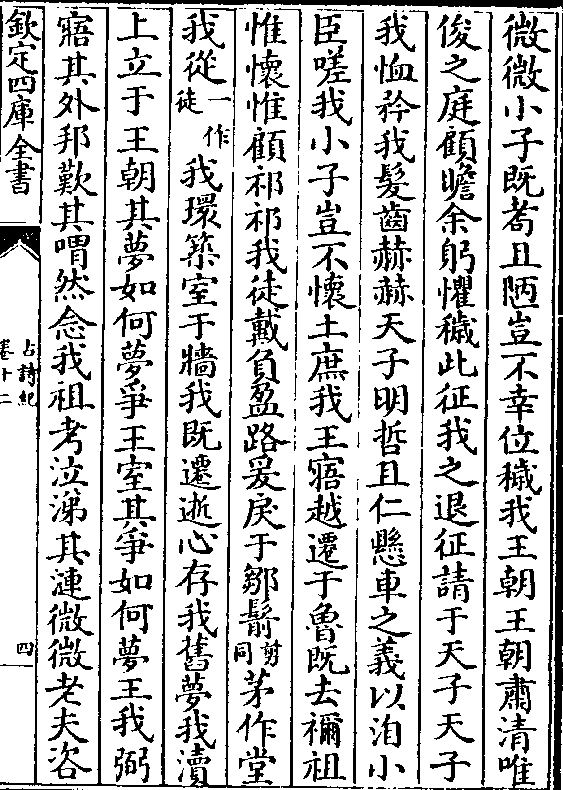 微微小子既耈且陋豈不幸位穢我王朝王朝肅清唯
俊之庭顧瞻余躬懼穢此征我之退征請于天子天子
我恤矜我髮齒赫赫天子明哲且仁懸車之義以洎小
臣嗟我小子豈不懷土庶我王寤越遷于魯既去禰祖
惟懷惟顧祁祁我徒戴負盈路爰戾于鄒鬋剪同茅作堂
我從一作徒我環築室于牆我既遷逝心存我舊夢我瀆
上立于王朝其夢如何夢爭王室其爭如何夢王我弼
寤其外邦歎其喟然念我祖考泣涕其漣微微老夫咨
欽定四庫全書
古詩紀
卷十二
四